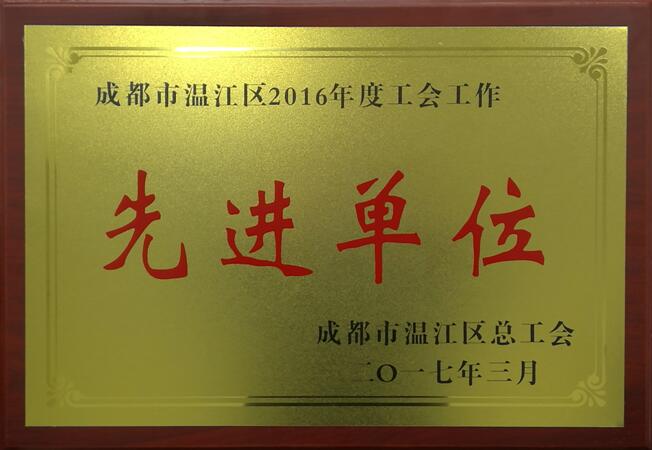 成都市温江区2016年度工会工作
先进单位
成都市温江区总工会
二〇一七年三月